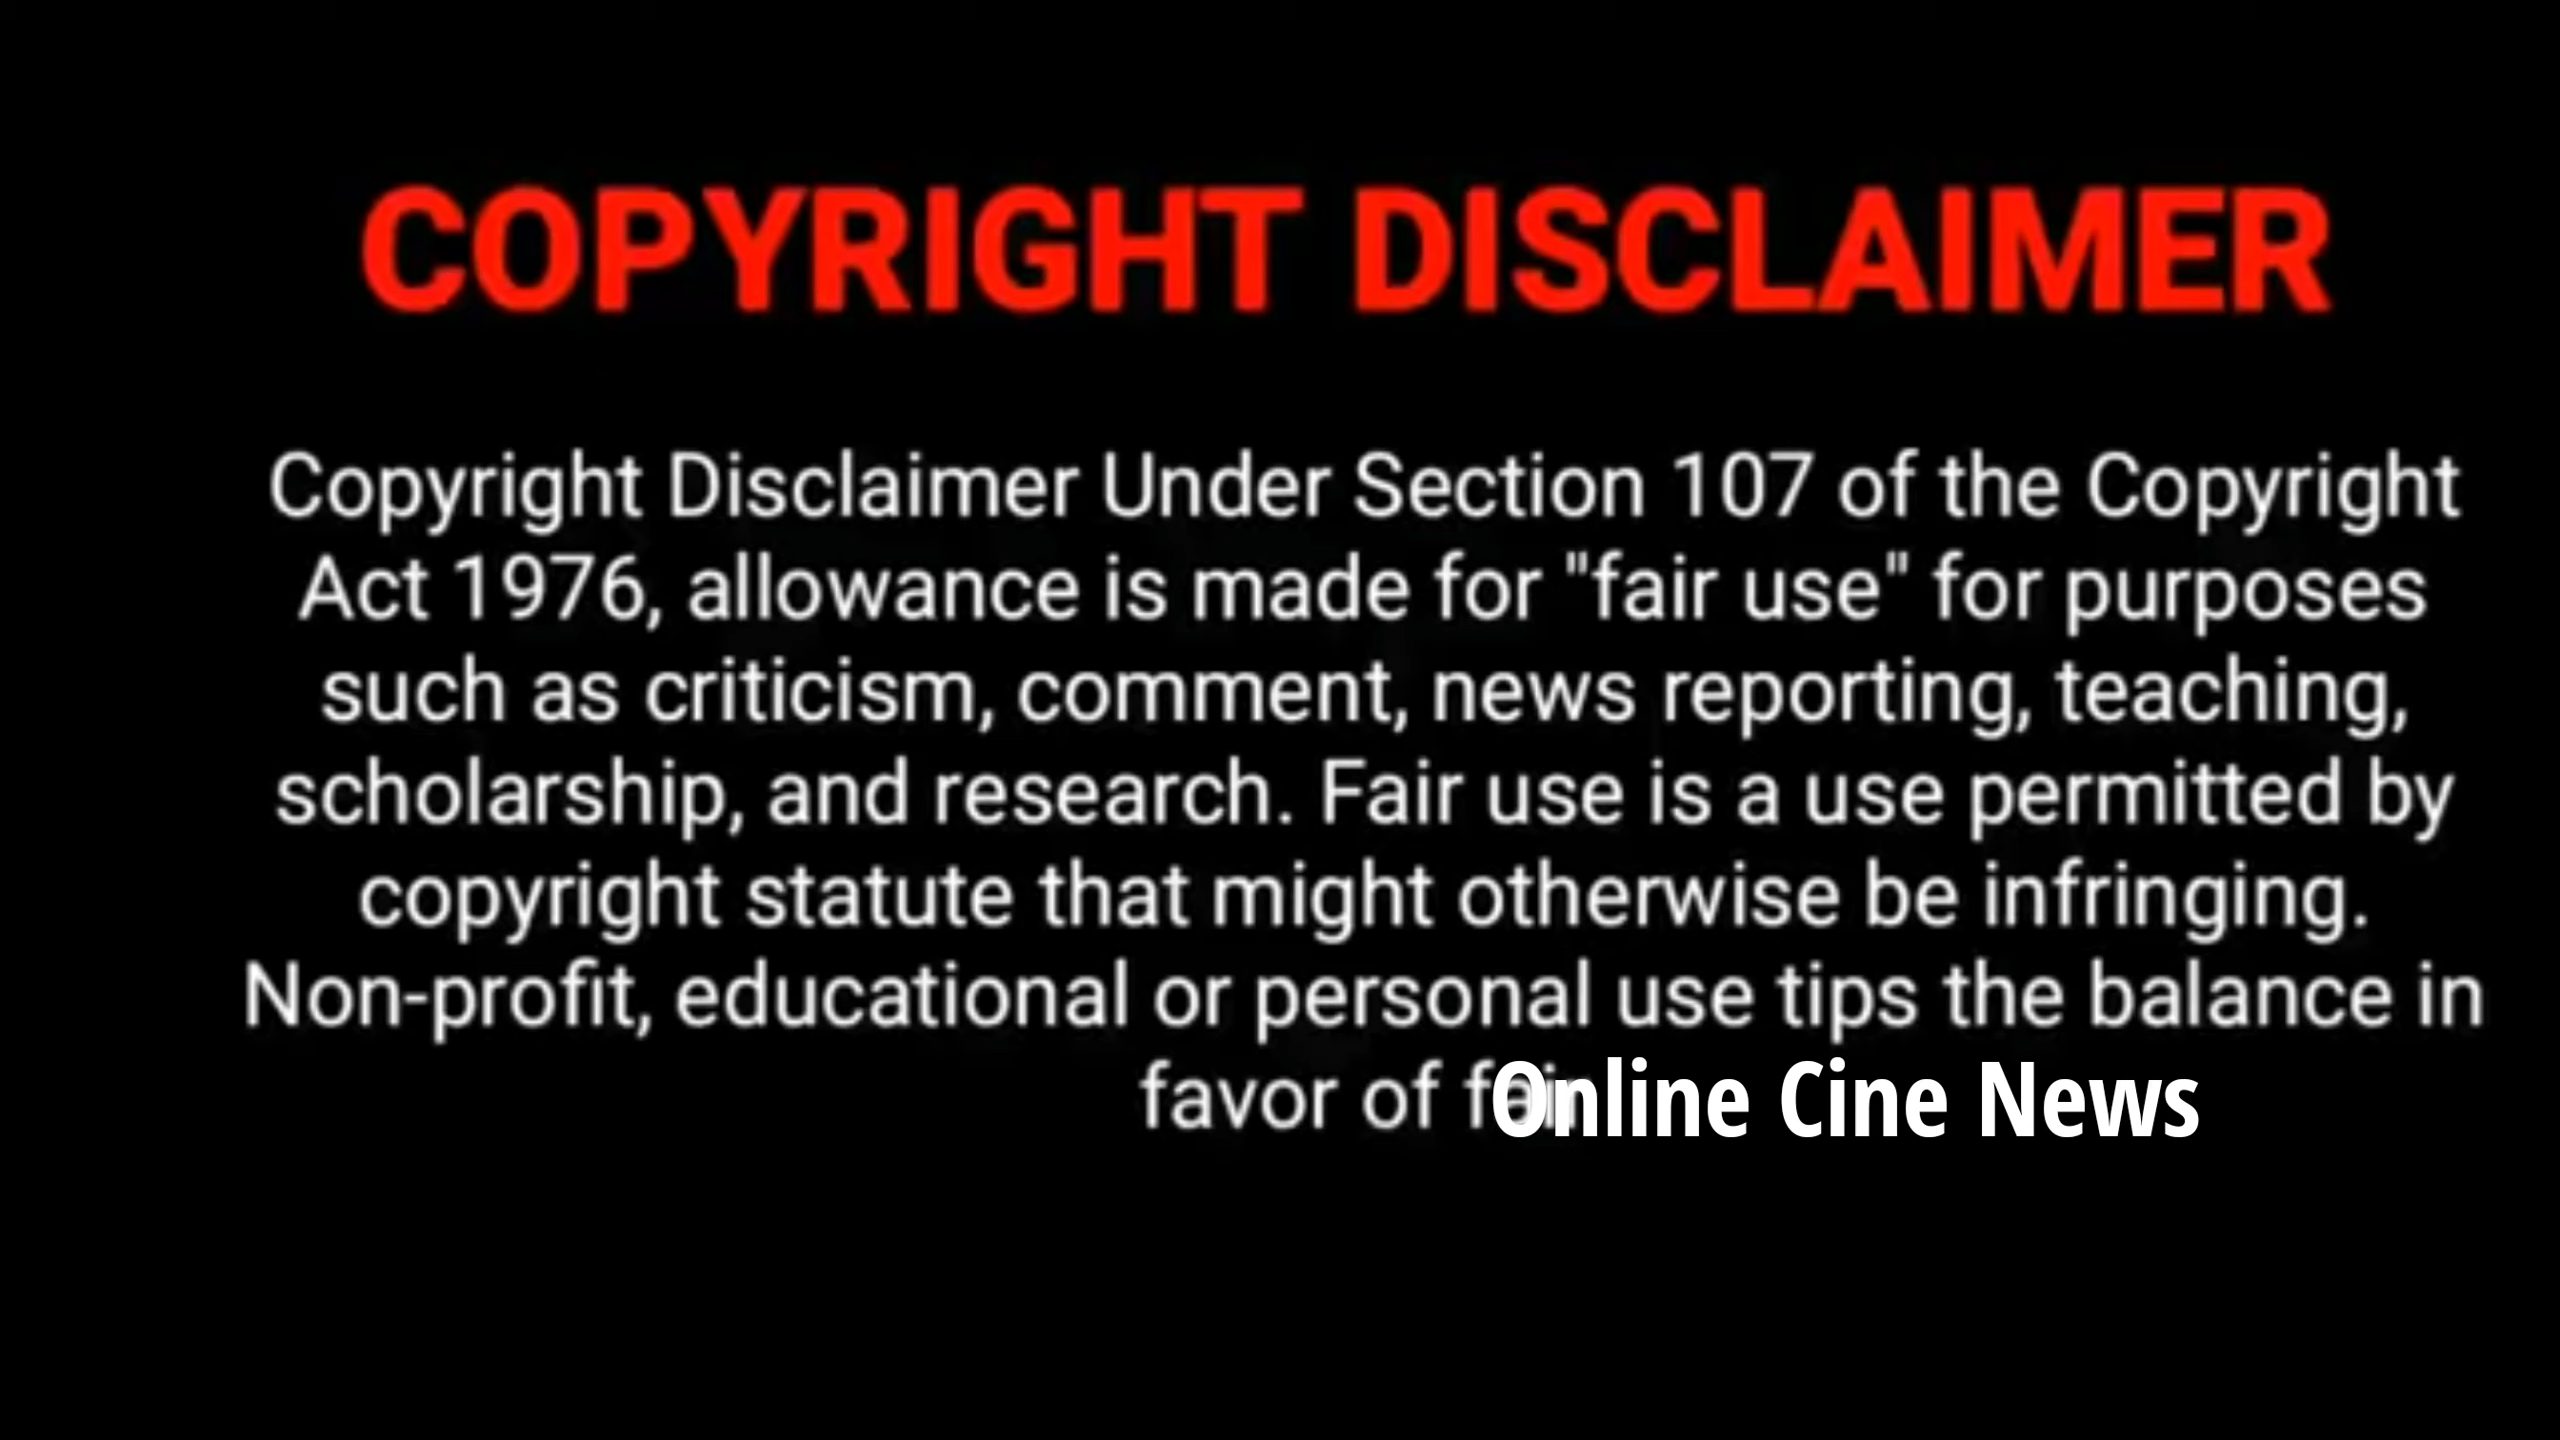 COPYRIGHT DISCLAIMER
Copyright Disclaimer Under Section 107 of the Copyright
Act 1976, allowance is made for "fair use" for purposes
such as criticism, comment, news reporting, teaching,
scholarship, and research. Fair use is a use permitted by
copyright statute that might otherwise be infringing.
Non-profit, educational or personal use tips the balance in
favor of fair
Online Cine News